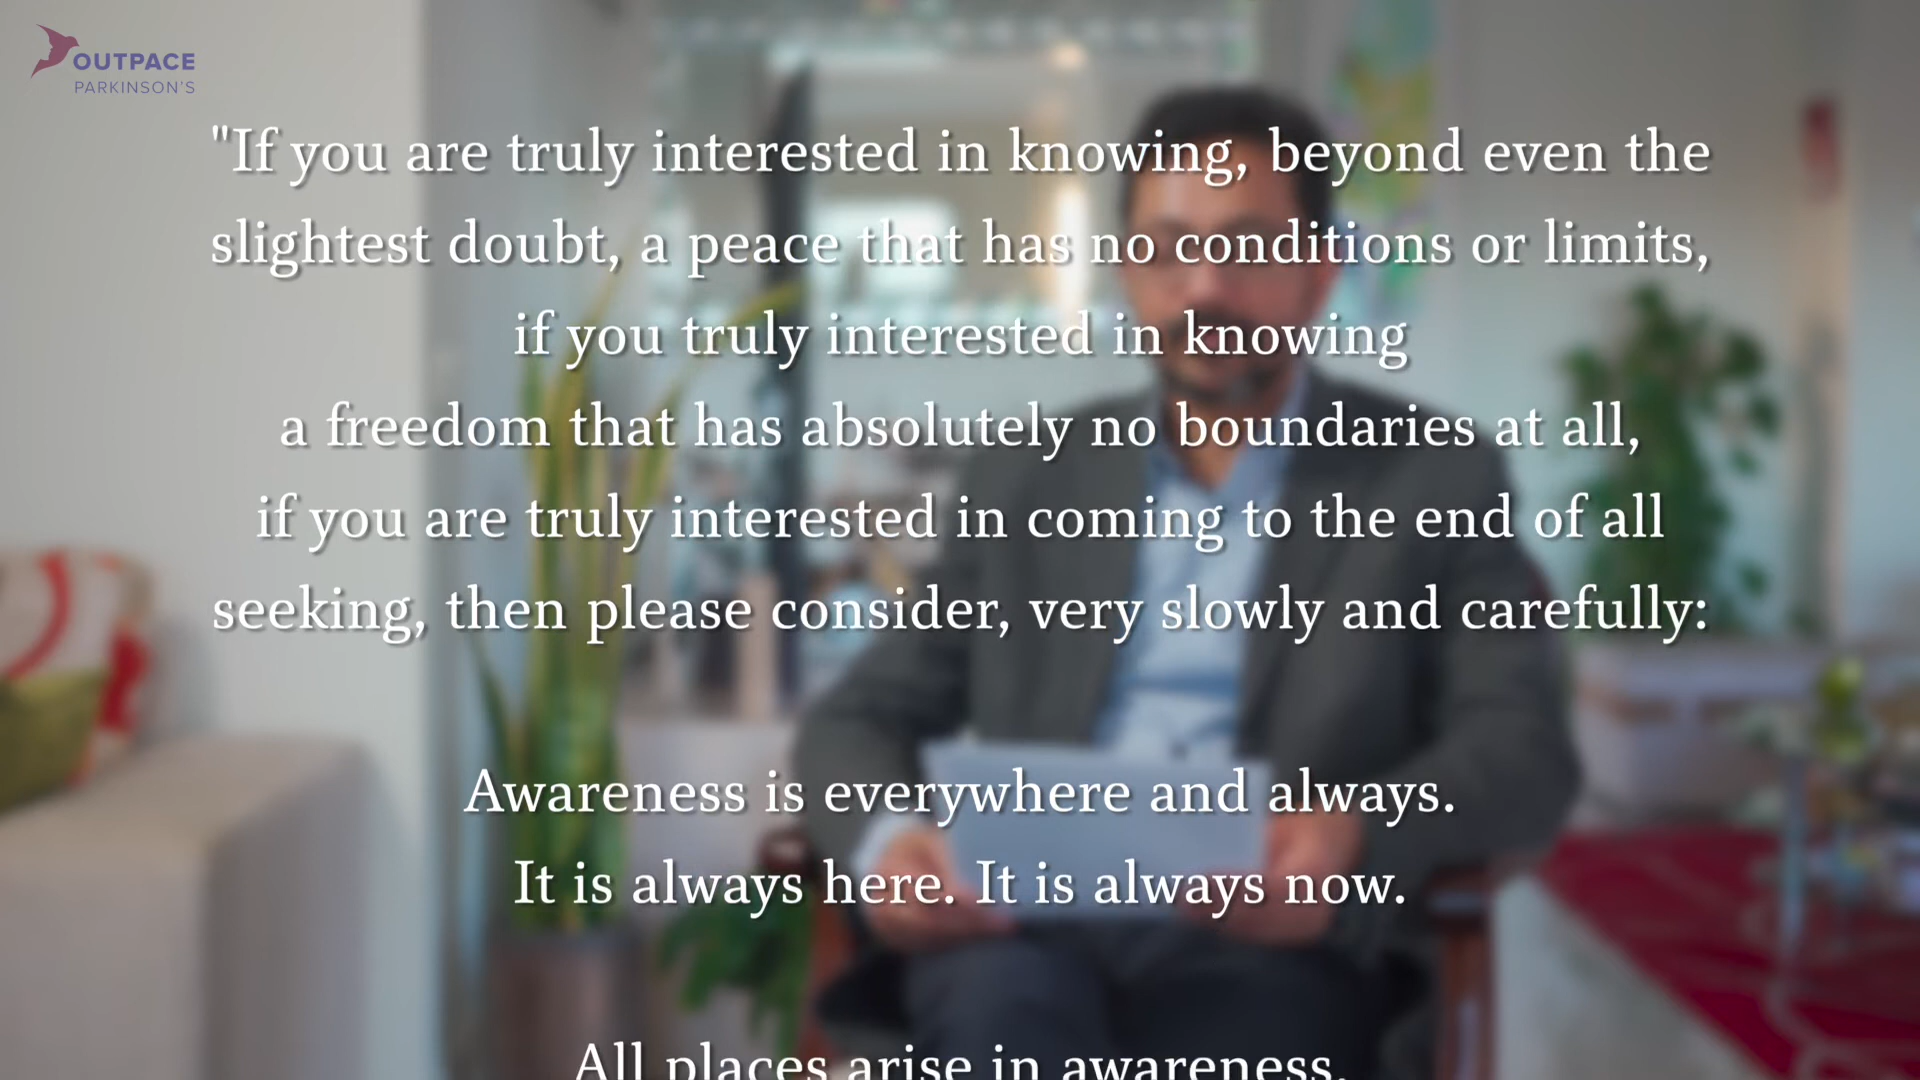 OUTPACE
PARKINSON'S
"If you are truly interested in knowing, beyond even the
slightest doubt, a peace that has no conditions or limits,
if you truly interested in knowing
a freedom that has absolutely no boundaries at all,
if you are truly interested in coming to the end of all
seeking, then please consider, very slowly and carefully:
Awareness is everywhere and always.
It is always here. It is always now.
All places arise in awareness.